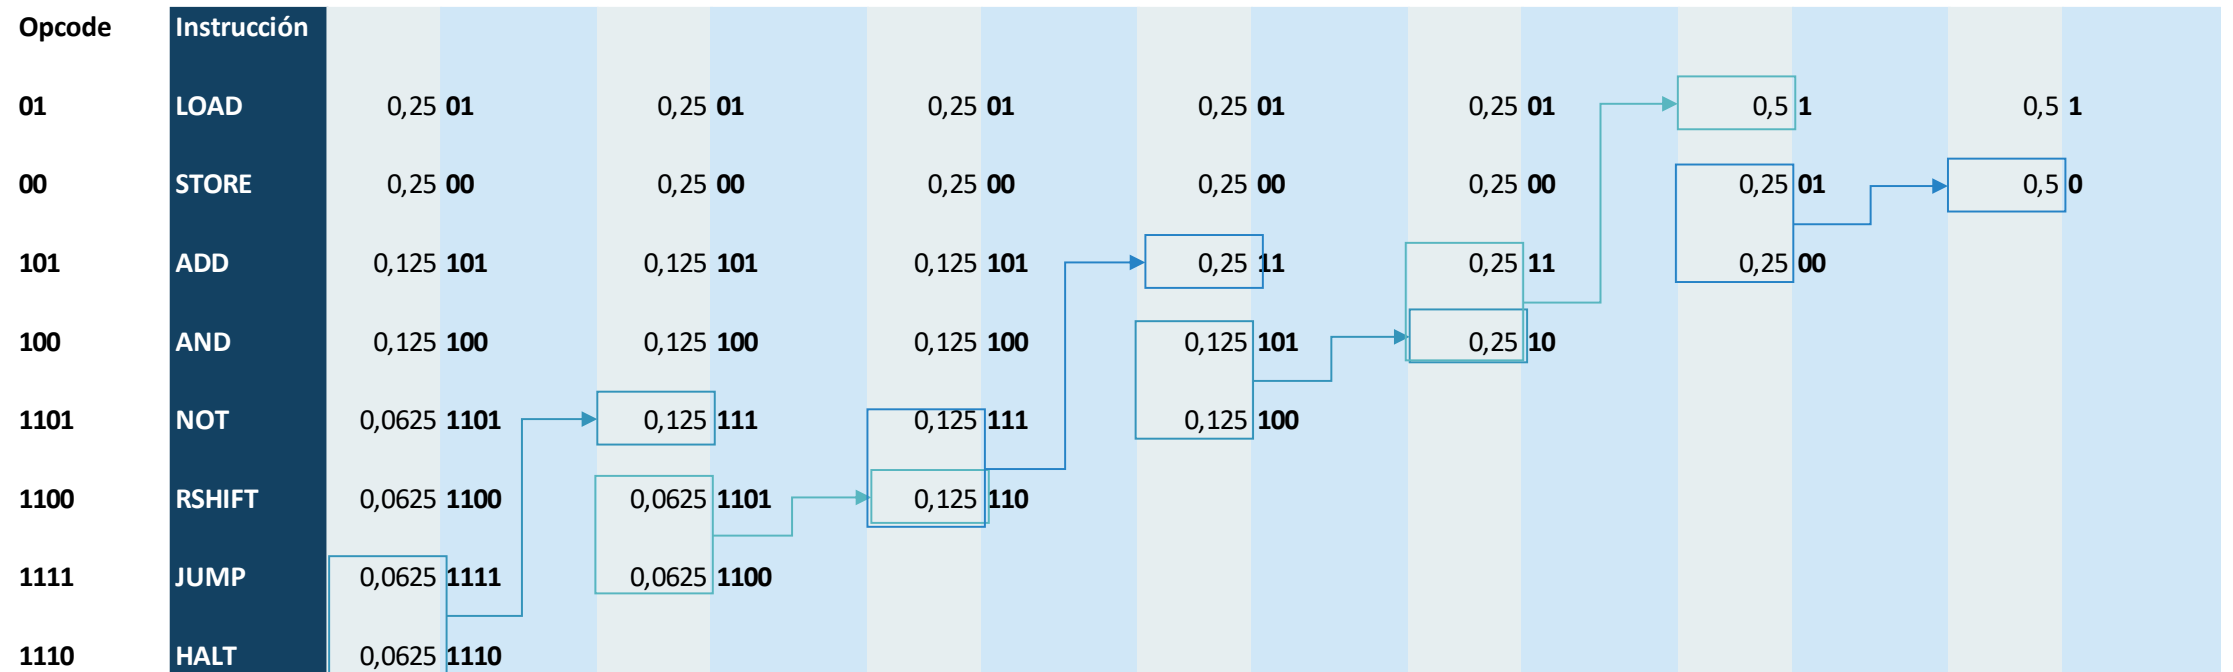 Opcode Instrucción
01 LOAD 0,25 01 0,25 01 0,25 01 0,25 01 0,25 01 0,5 1 0,5 1
00 STORE 0,25 00 0,25 00 0,25 00 0,25 00 0,25 00 0,25 01 0,5 0
101 ADD 0,125 101 0,125 101 0,125 101 0,25 11 0,25 11 0,25 00
100 AND 0,125 100 0,125 100 0,125 100 0,125 101 0,25 10
1101 NOT 0,0625 1101 0,125 111 0,125 111 0,125 100
1100 RSHIFT 0,0625 1100 0,0625 1101 0,125 110
1111 JUMP 0,0625 1111 0,0625 1100
1110 HALT 0,0625 1110